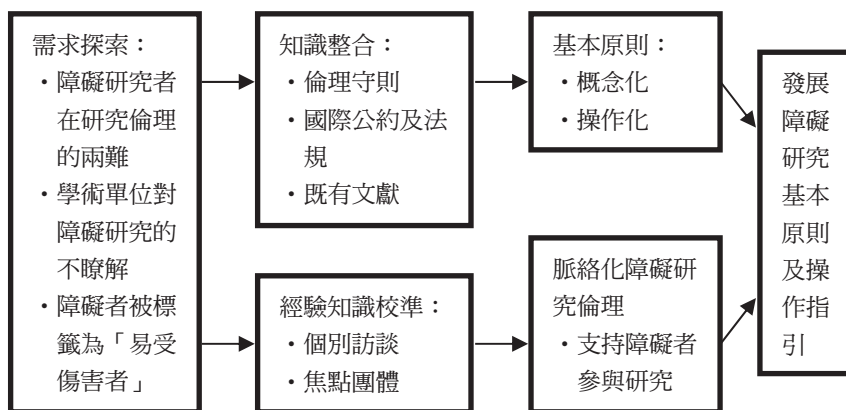 需求探索：
・障礙研究者
在研究倫理
的兩難
・學術單位對
障礙研究的
不瞭解
・障礙者被標
籤為「易受
傷害者」
知識整合：
・倫理守則
・國際公約及法
規
・既有文獻
基本原則：
・概念化
・操作化
經驗知識校準：
・個別訪談
・焦點團體
脈絡化障礙研
究倫理
・支持障礙者
參與研究
發展
障礙
研究
基本
原則
及操
作指
引